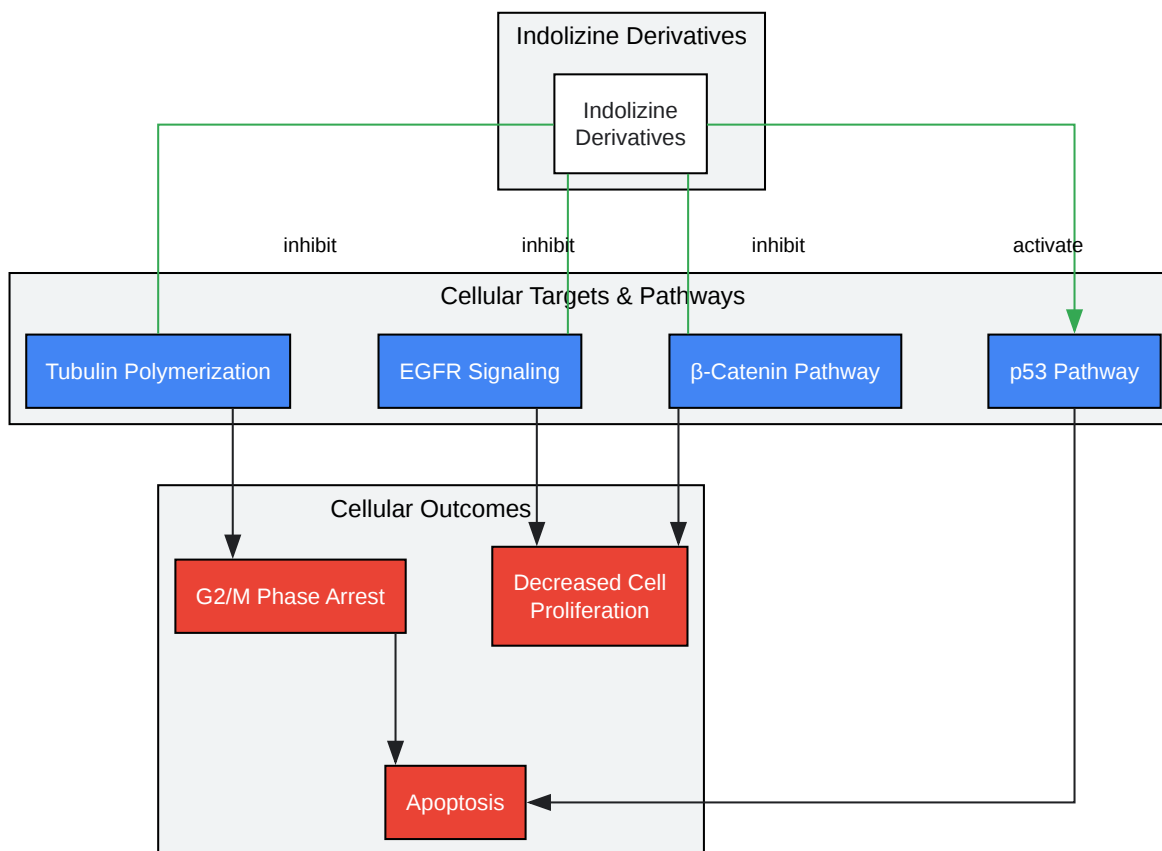 Indolizine Derivatives
Indolizine
Derivatives
inhibit
inhibit
inhibit
activate
Cellular Targets & Pathways
Tubulin Polymerization
EGFR Signaling
β-Catenin Pathway
p53 Pathway
Cellular Outcomes
G2/M Phase Arrest
Decreased Cell
Proliferation
Apoptosis